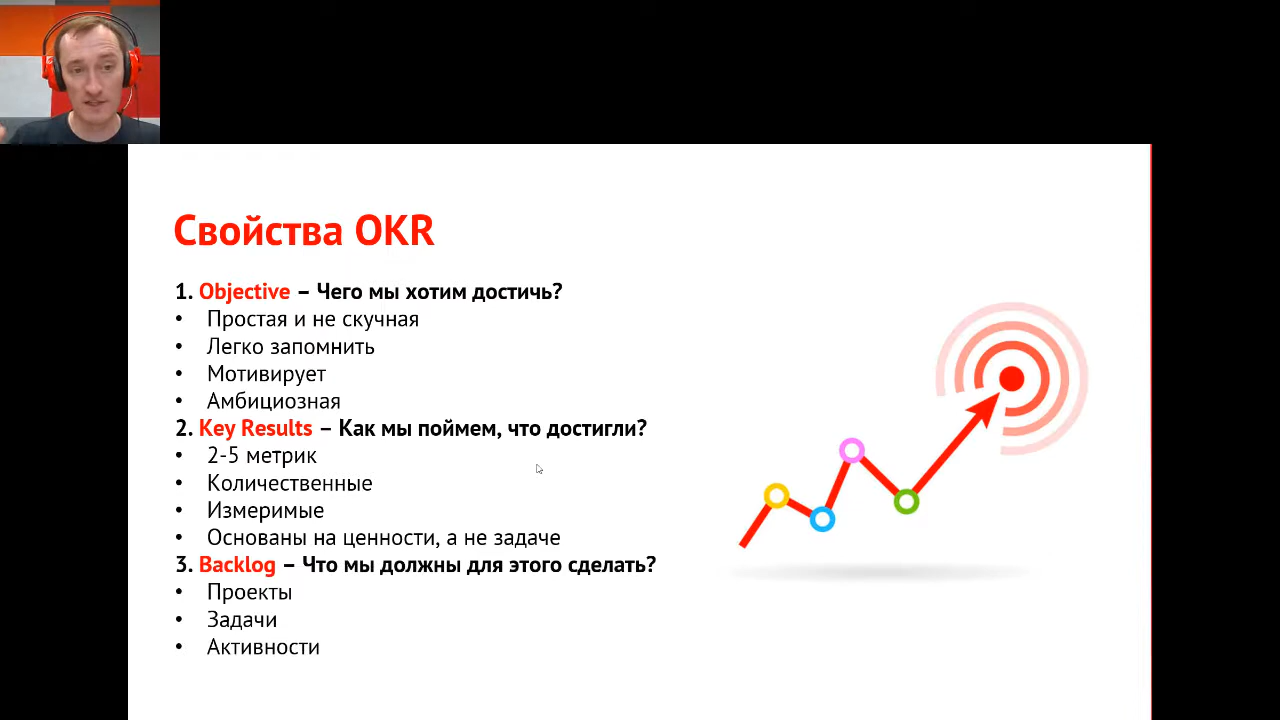 Свойства OKR
1. Objective – Чего мы хотим достичь?
• Простая и не скучная
• Легко запомнить
• Мотивирует
• Амбициозная
2. Key Results – Как мы поймем, что достигли?
• 2-5 метрик
• Количественные
• Измеримые
• Основаны на ценности, а не задаче
3. Backlog – Что мы должны для этого сделать?
• Проекты
• Задачи
• Активности